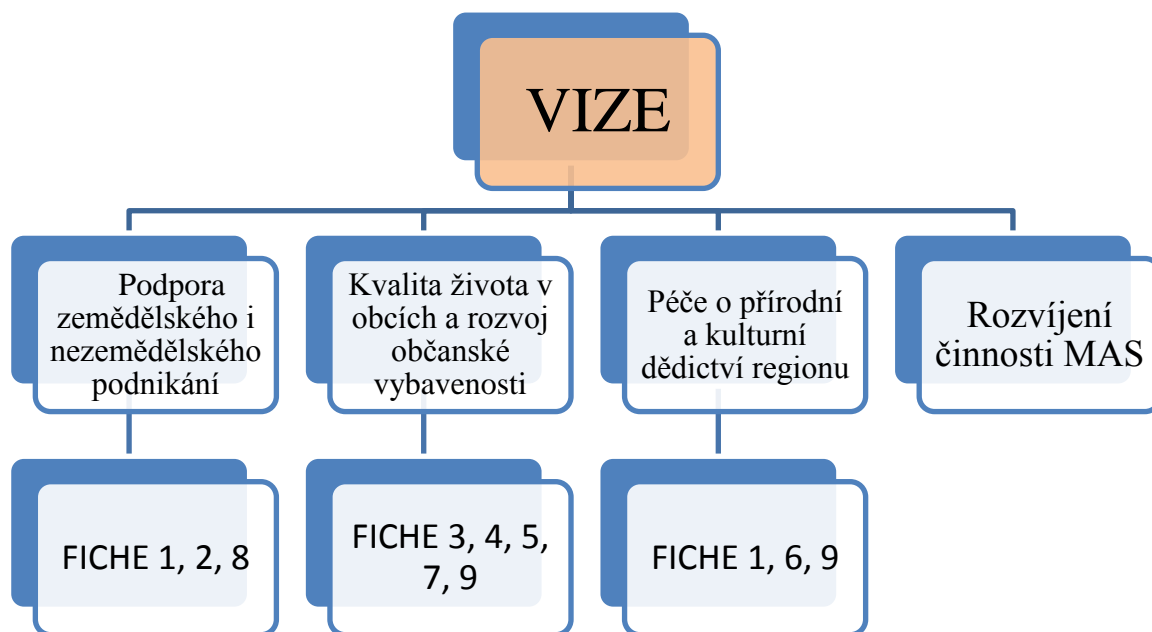 VIZE
Podpora
zemědělského i
nezemědělského
podnikání
Kvalita života v
obcích a rozvoj
občanské
vybavenosti
Péče o přírodní
a kulturní
dědictví regionu
Rozvíjení
činnosti MAS
FICHE 1, 2, 8
FICHE 3, 4, 5,
7, 9
FICHE 1, 6, 9